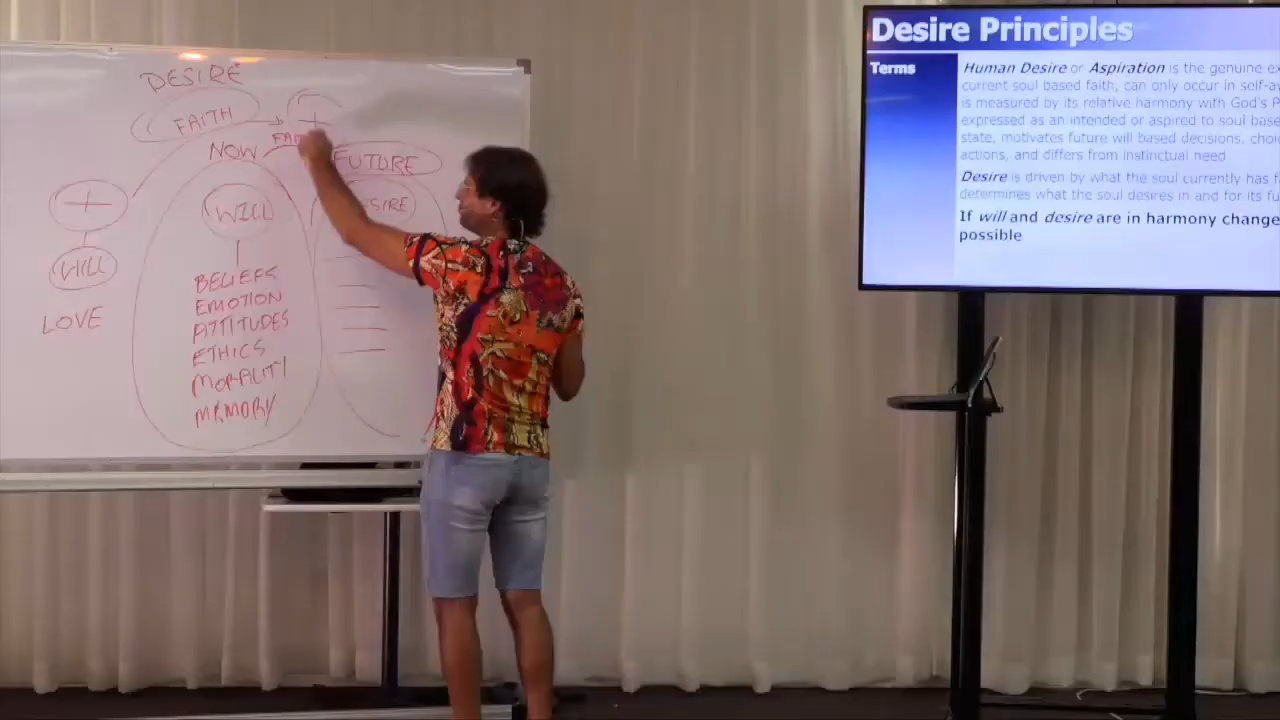 DESIRE
FAITH
+
FA
NOW
FUTURE
+
WILL
SIRE
WILL
LOVE
BELIEFS
EMOTION
ATTITUDES
ETHICS
MORALITY
MEMORY
Desire Principles
Terms
Human Desire or Aspiration is the genuine ex
current soul based faith, can only occur in self-aw
is measured by its relative harmony with God's P
expressed as an intended or aspired to soul base
state, motivates future will based decisions, choi
actions, and differs from instinctual need
Desire is driven by what the soul currently has f
determines what the soul desires in and for its fu
If will and desire are in harmony change
possible